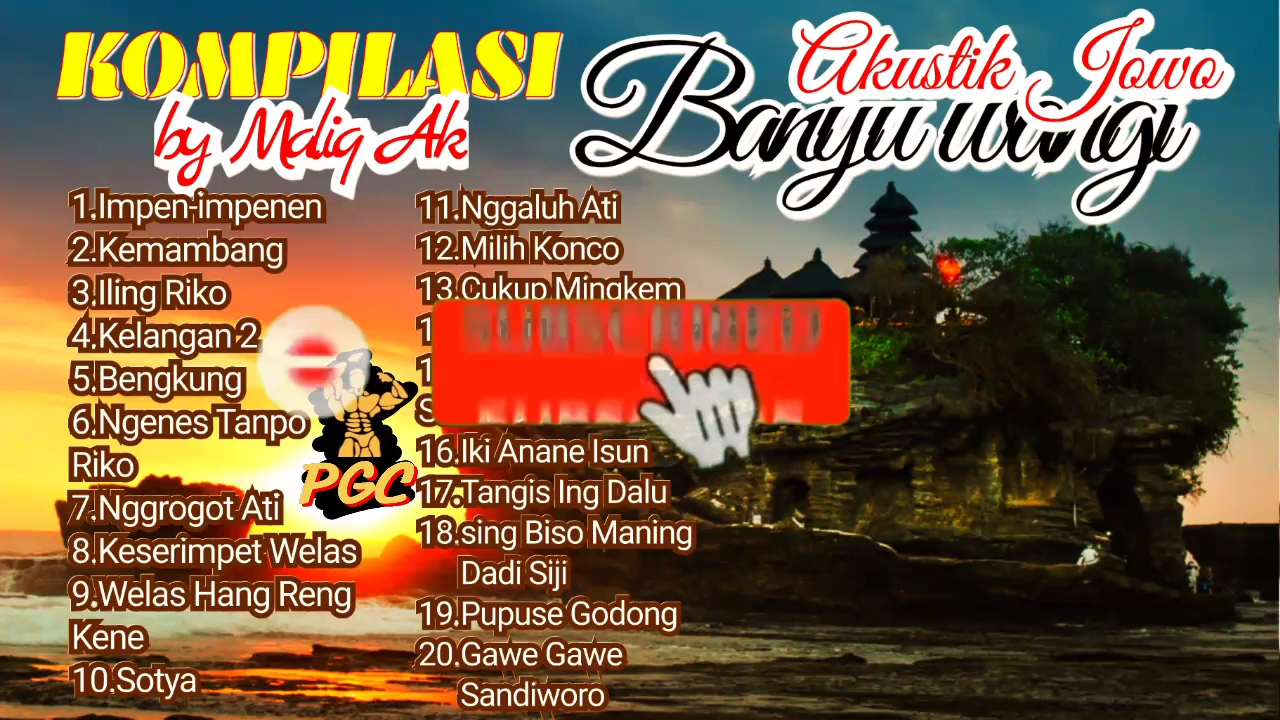 KOMPILASI
by Maliq Ak
Akustik Jowo
Banyuwangi
1.Impen-impenen
2.Kemambang
3.Iling Riko
4.Kelangan 2
5.Bengkung
6.Ngenes Tanpo
Riko
7.Nggrogot Ati
8.Keserimpet Welas
9.Welas Hang Reng
Kene
10.Sotya
PGC
11.Nggaluh Ati
12.Milih Konco
13.Cukup Mingkem
16.Iki Anane Isun
17.Tangis Ing Dalu
18.sing Biso Maning
Dadi Siji
19.Pupuse Godong
20.Gawe Gawe
Sandiworo